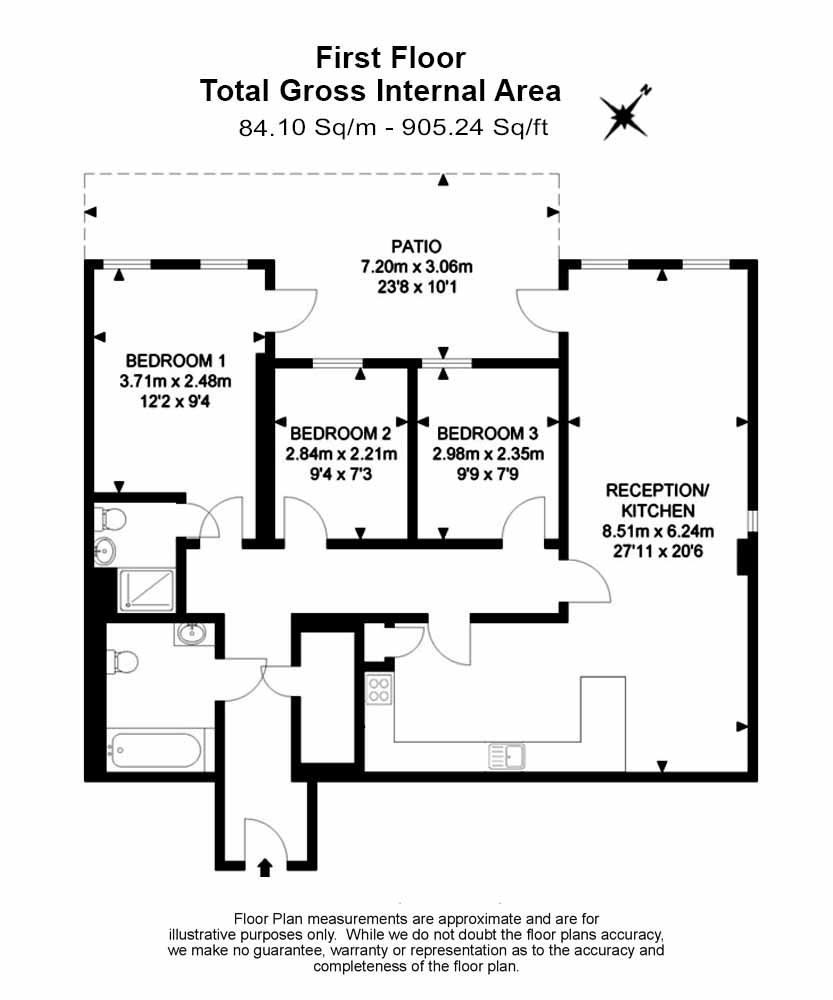 First Floor
Total Gross Internal Area
84.10 Sq/m - 905.24 Sq/ft
N
PATIO
7.20m x 3.06m
23'8 x 10'1
BEDROOM 1
3.71m x 2.48m
12'2 x 9'4
BEDROOM 2
2.84m x 2.21m
9'4 x 7'3
BEDROOM 3
2.98m x 2.35m
9'9 x 7'9
RECEPTION/
KITCHEN
8.51m x 6.24m
27'11 x 20'6
Floor Plan measurements are approximate and are for
illustrative purposes only. While we do not doubt the floor plans accuracy,
we make no guarantee, warranty or representation as to the accuracy and
completeness of the floor plan.